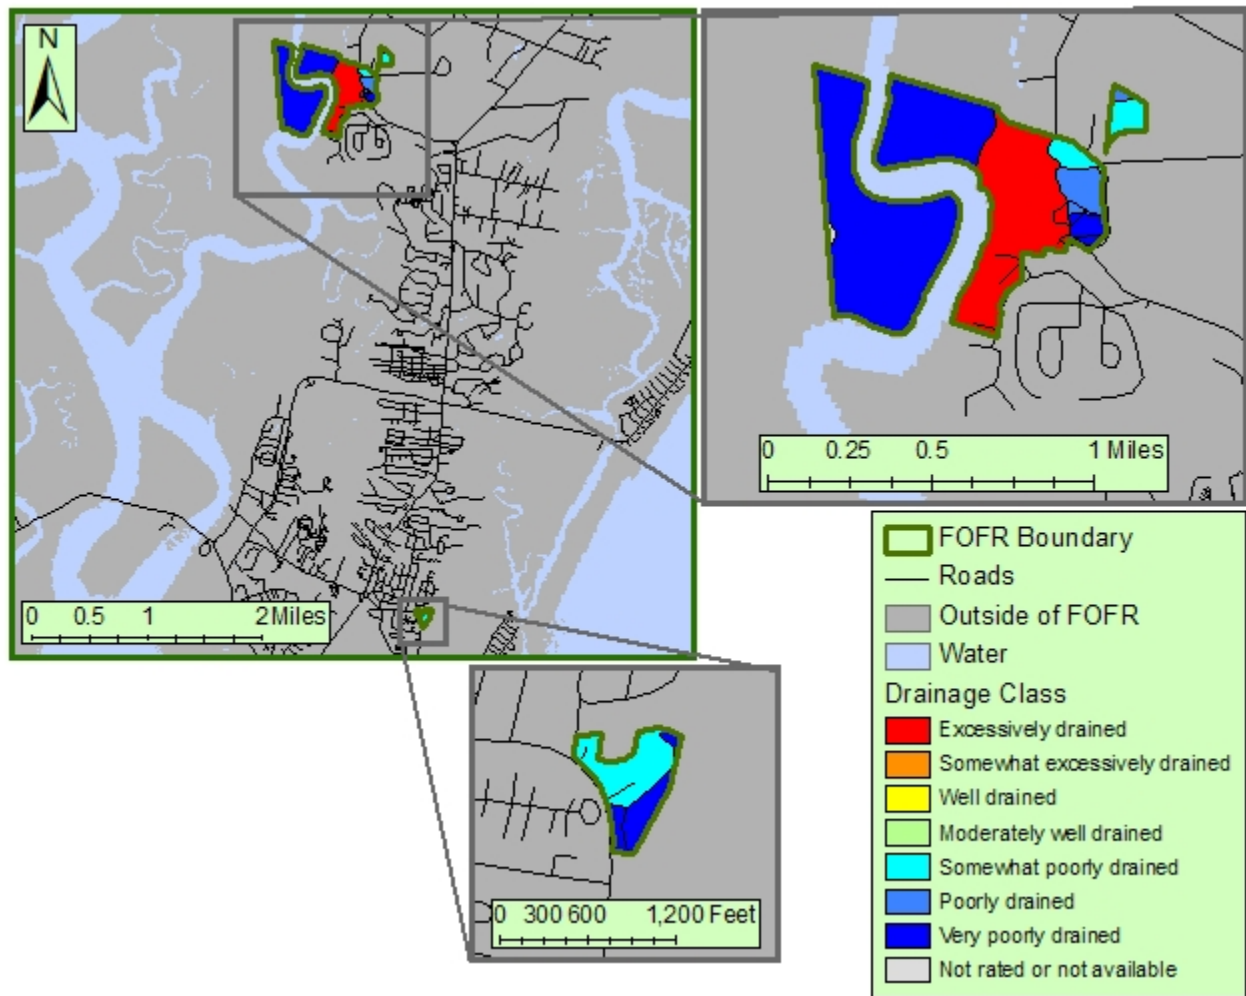 N
0 0.5 1 2 Miles
0 0.25 0.5 1 Miles
0 300 600 1,200 Feet
FOFR Boundary
Roads
Outside of FOFR
Water
Drainage Class
Excessively drained
Somewhat excessively drained
Well drained
Moderately well drained
Somewhat poorly drained
Poorly drained
Very poorly drained
Not rated or not available